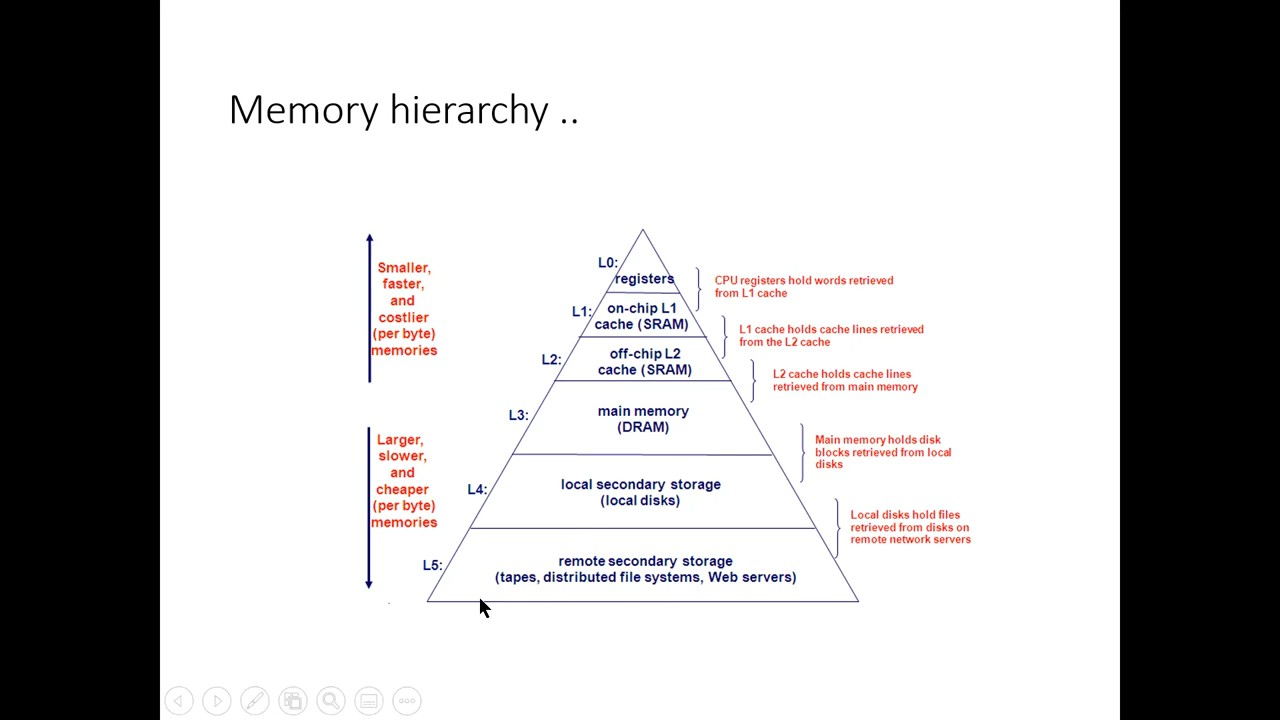 Memory hierarchy ..
Smaller,
faster,
and
costlier
(per byte)
memories
Larger,
slower,
and
cheaper
(per byte)
memories
L0:
registers
L1:
on-chip L1
cache (SRAM)
L2:
off-chip L2
cache (SRAM)
L3:
main memory
(DRAM)
L4:
local secondary storage
(local disks)
L5:
remote secondary storage
(tapes, distributed file systems, Web servers)
CPU registers hold words retrieved
from L1 cache
L1 cache holds cache lines retrieved
from the L2 cache
L2 cache holds cache lines
retrieved from main memory
Main memory holds disk
blocks retrieved from local
disks
Local disks hold files
retrieved from disks on
remote network servers